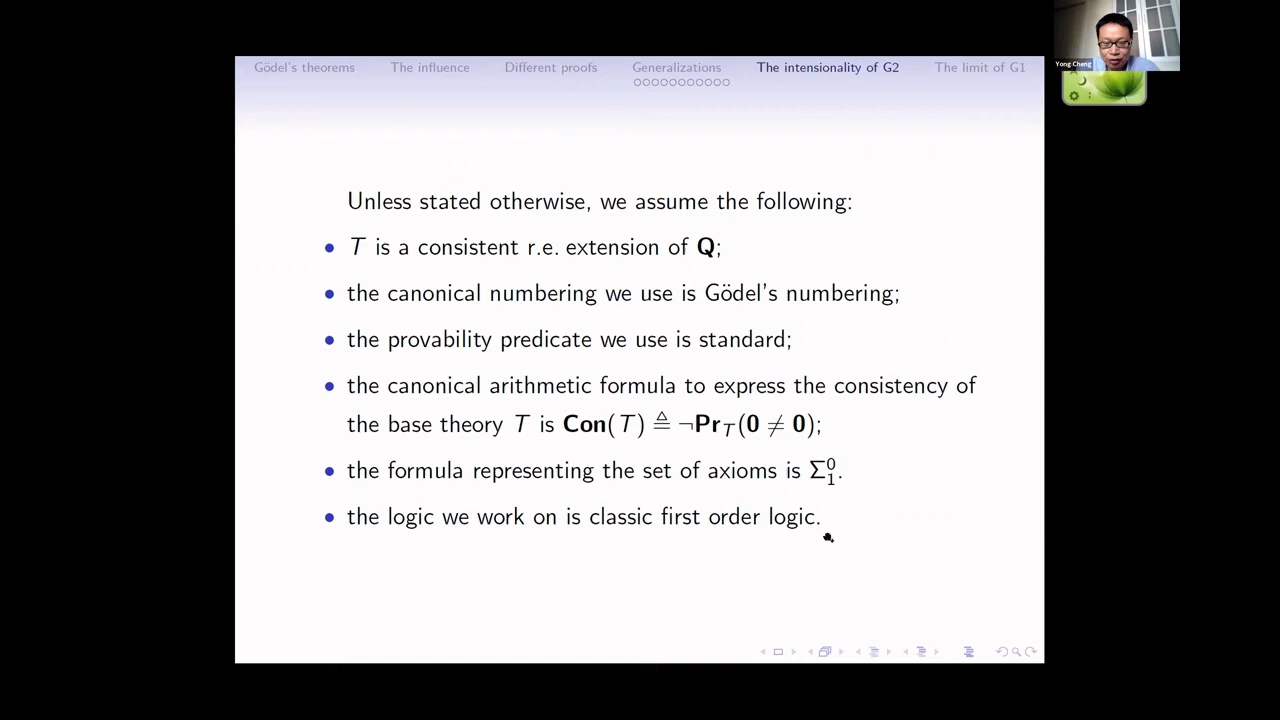 Yong Cheng
Gödel's theorems The influence Different proofs Generalizations The intensionality of G2 The limit of G1
Unless stated otherwise, we assume the following:
• T is a consistent r.e. extension of Q;
• the canonical numbering we use is Gödel's numbering;
• the provability predicate we use is standard;
• the canonical arithmetic formula to express the consistency of
the base theory T is Con(T) ≜ ¬Pr_T(0 ≠ 0);
• the formula representing the set of axioms is Σ⁰₁.
• the logic we work on is classic first order logic.